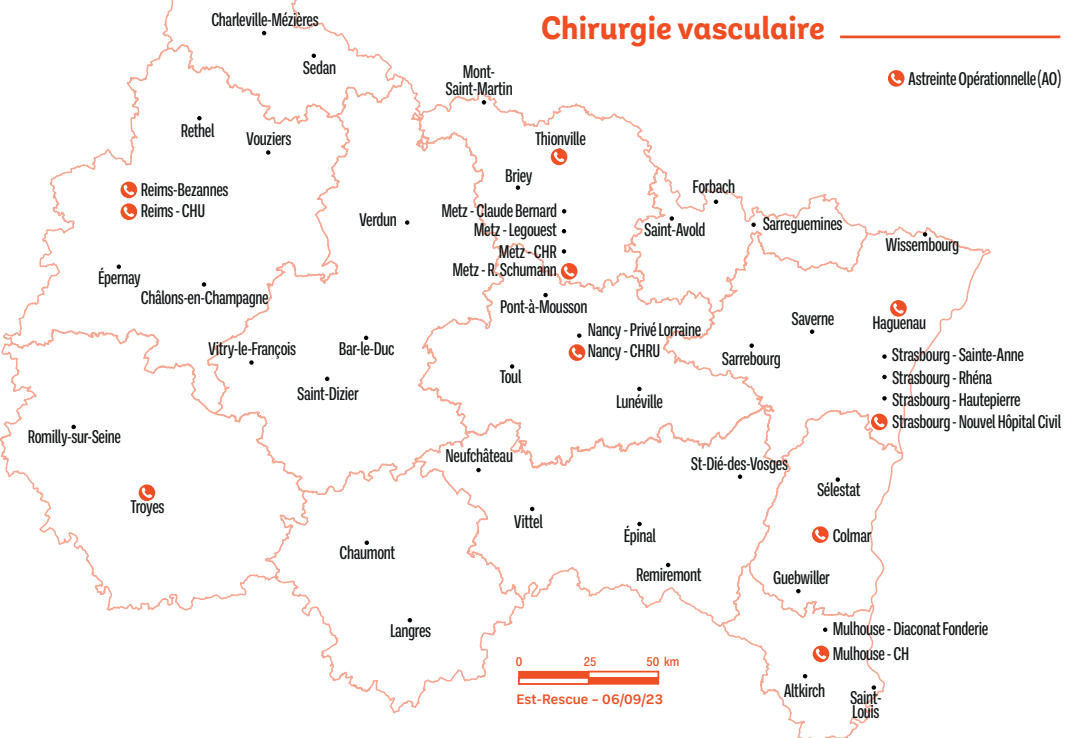 Charleville-Mézières
Chirurgie vasculaire
Sedan
Mont-
Saint-Martin
Astreinte Opérationnelle (AO)
Rethel
Vouziers
Thionville
Briey
Reims-Bezannes
Reims - CHU
Forbach
Verdun
Metz - Claude Bernard
Metz - Legouest
Metz - CHR
Metz - R. Schumann
Saint-Avold
Sarreguemines
Wissembourg
Épernay
Châlons-en-Champagne
Pont-à-Mousson
Nancy - Privé Lorraine
Nancy - CHRU
Saverne
Haguenau
Vitry-le-François
Bar-le-Duc
Sarrebourg
Strasbourg - Sainte-Anne
Strasbourg - Rhéna
Strasbourg - Hautepierre
Strasbourg - Nouvel Hôpital Civil
Saint-Dizier
Toul
Lunéville
Romilly-sur-Seine
Neufchâteau
St-Dié-des-Vosges
Sélestat
Troyes
Vittel
Épinal
Colmar
Chaumont
Remiremont
Guebwiller
Langres
Mulhouse - Diaconat Fonderie
Mulhouse - CH
0 25 50 km
Est-Rescue – 06/09/23
Altkirch
Saint-
Louis